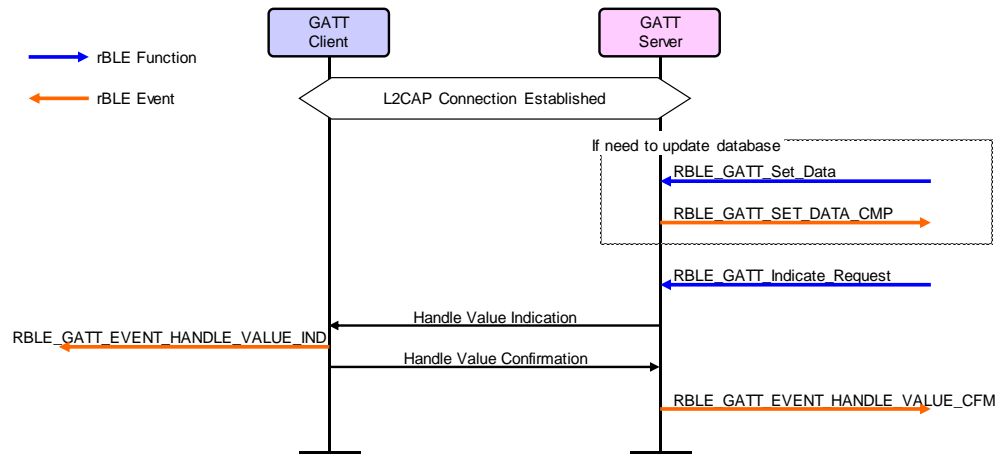 GATT
Client
GATT
Server
rBLE Function
rBLE Event
L2CAP Connection Established
If need to update database
RBLE_GATT_Set_Data
RBLE_GATT_SET_DATA_CMP
RBLE_GATT_Indicate_Request
Handle Value Indication
RBLE_GATT_EVENT_HANDLE_VALUE_IND
Handle Value Confirmation
RBLE_GATT_EVENT_HANDLE_VALUE_CFM